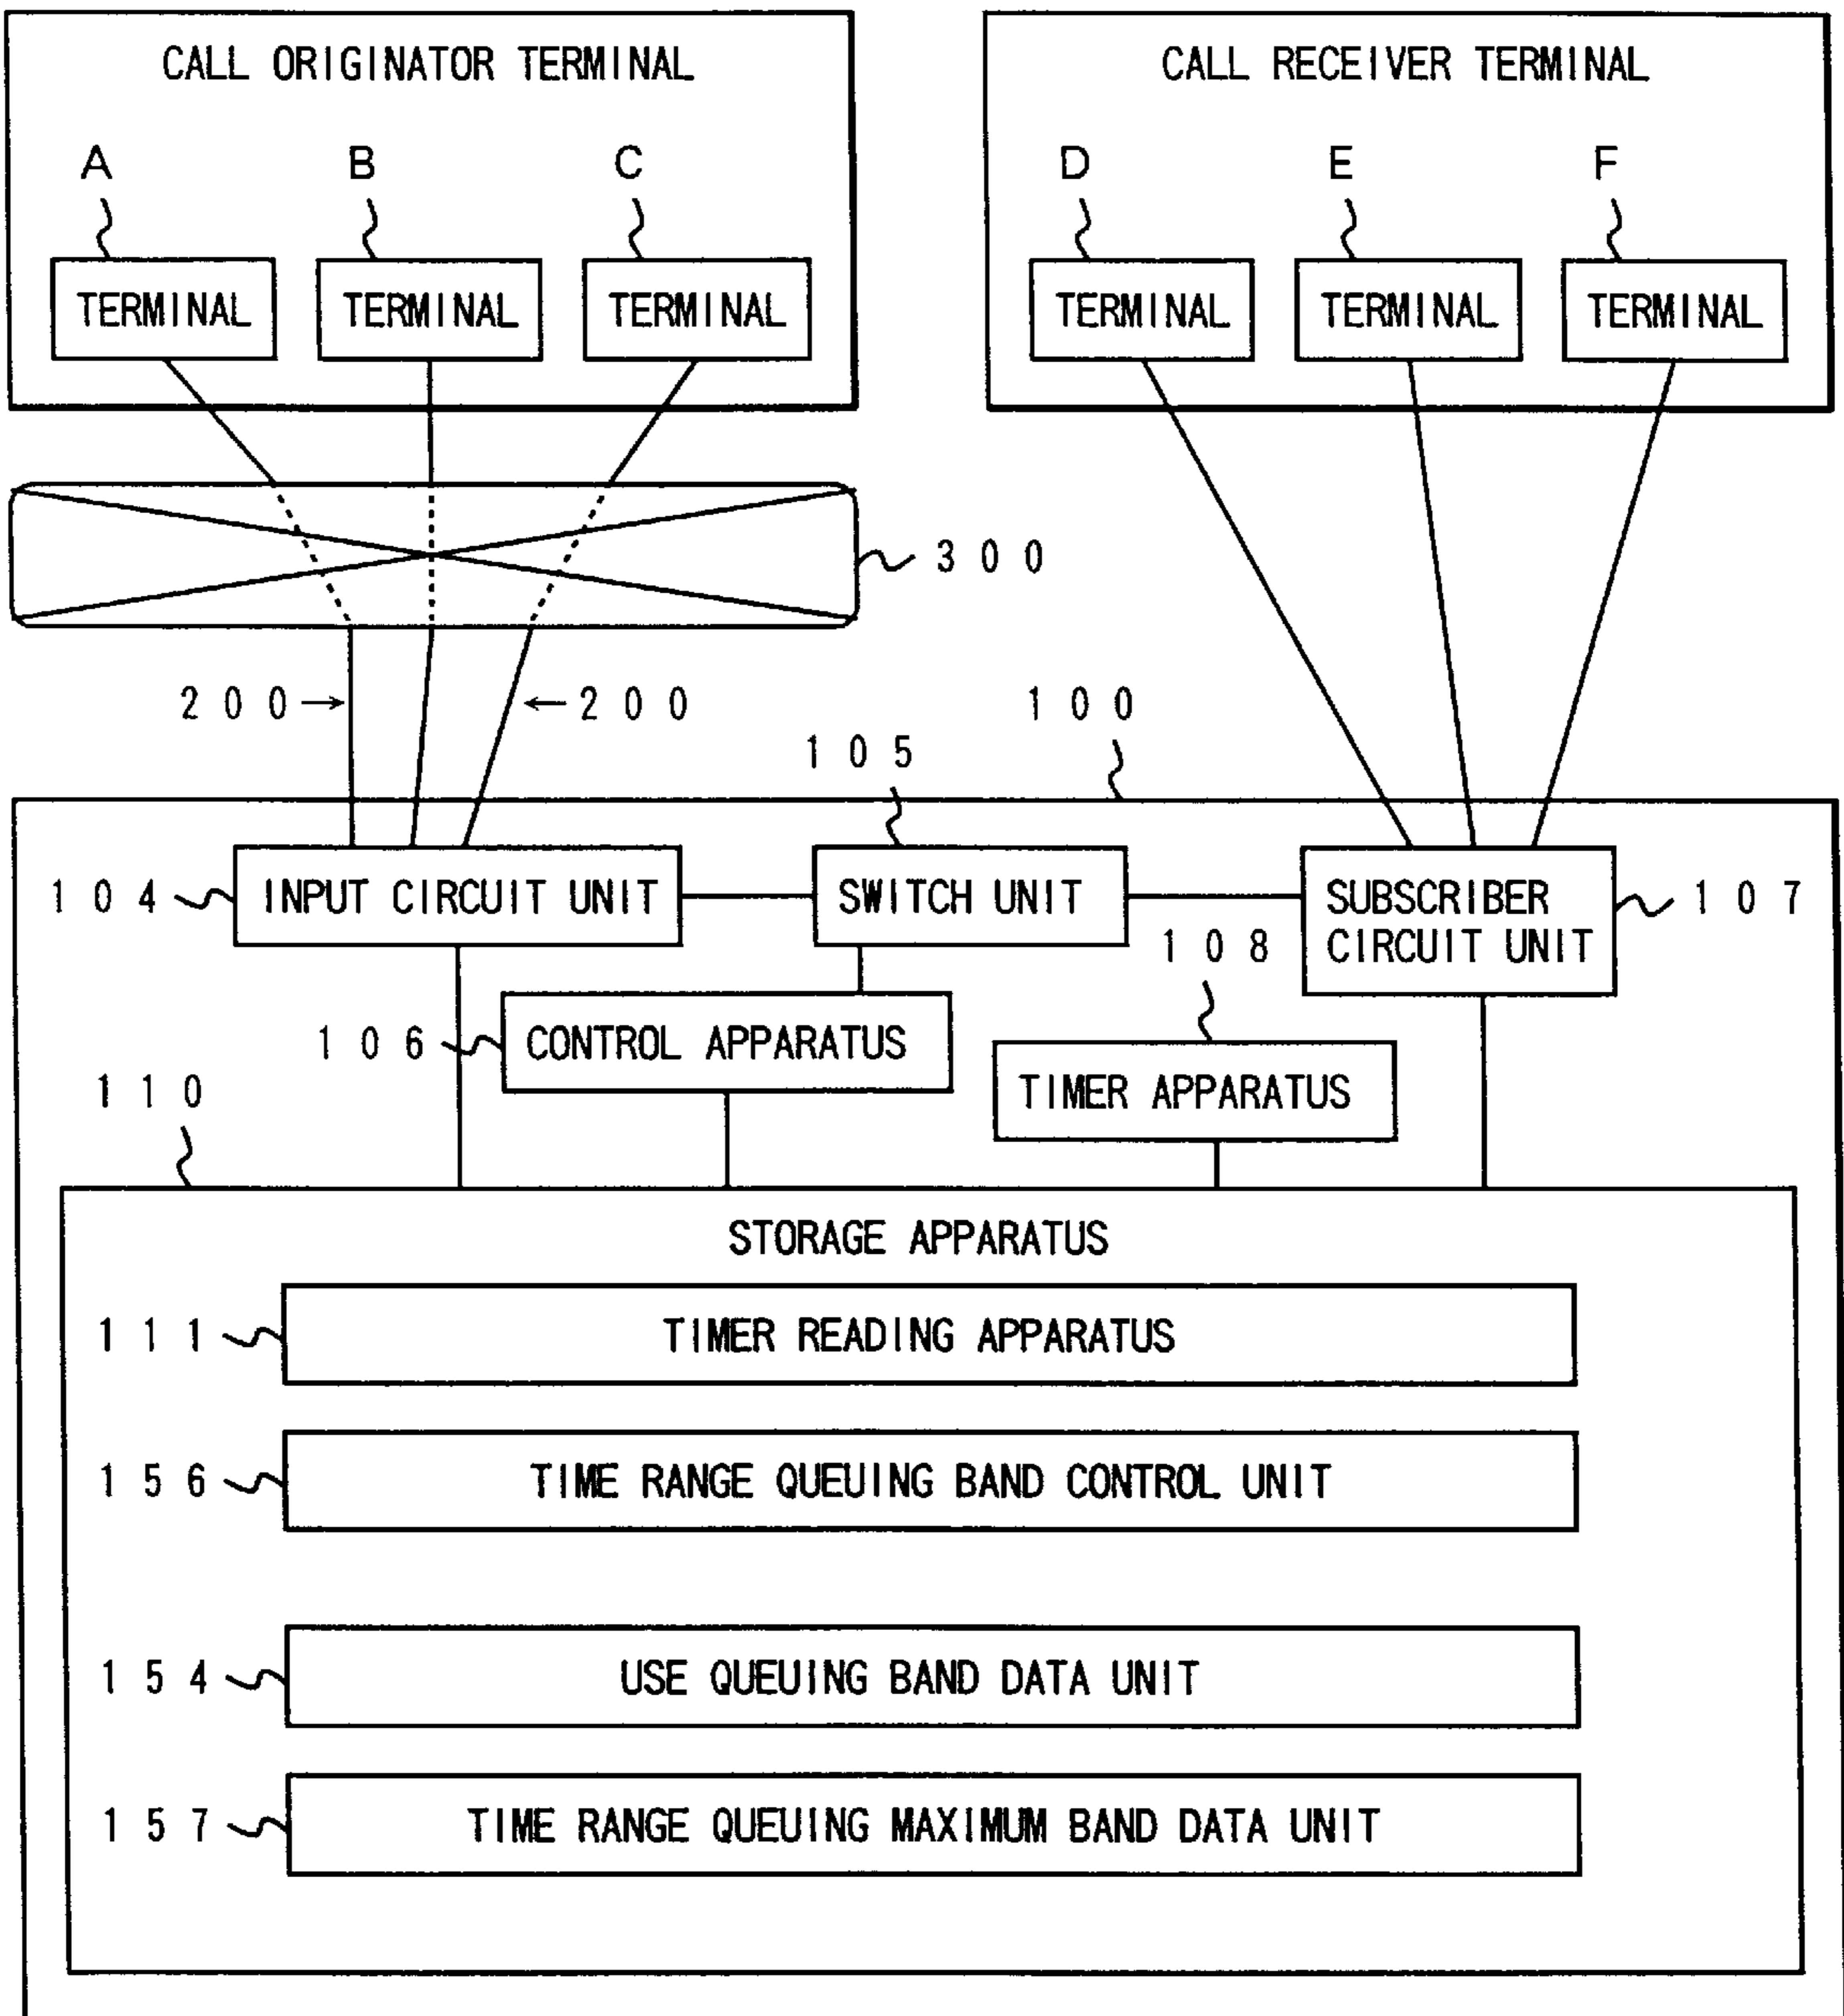 CALL ORIGINATOR TERMINAL
CALL RECEIVER TERMINAL
A
B
C
D
E
F
TERMINAL
TERMINAL
TERMINAL
TERMINAL
TERMINAL
TERMINAL
300
200
200
100
105
104
INPUT CIRCUIT UNIT
SWITCH UNIT
SUBSCRIBER
CIRCUIT UNIT
107
108
106
CONTROL APPARATUS
TIMER APPARATUS
110
STORAGE APPARATUS
111
TIMER READING APPARATUS
156
TIME RANGE QUEUING BAND CONTROL UNIT
154
USE QUEUING BAND DATA UNIT
157
TIME RANGE QUEUING MAXIMUM BAND DATA UNIT